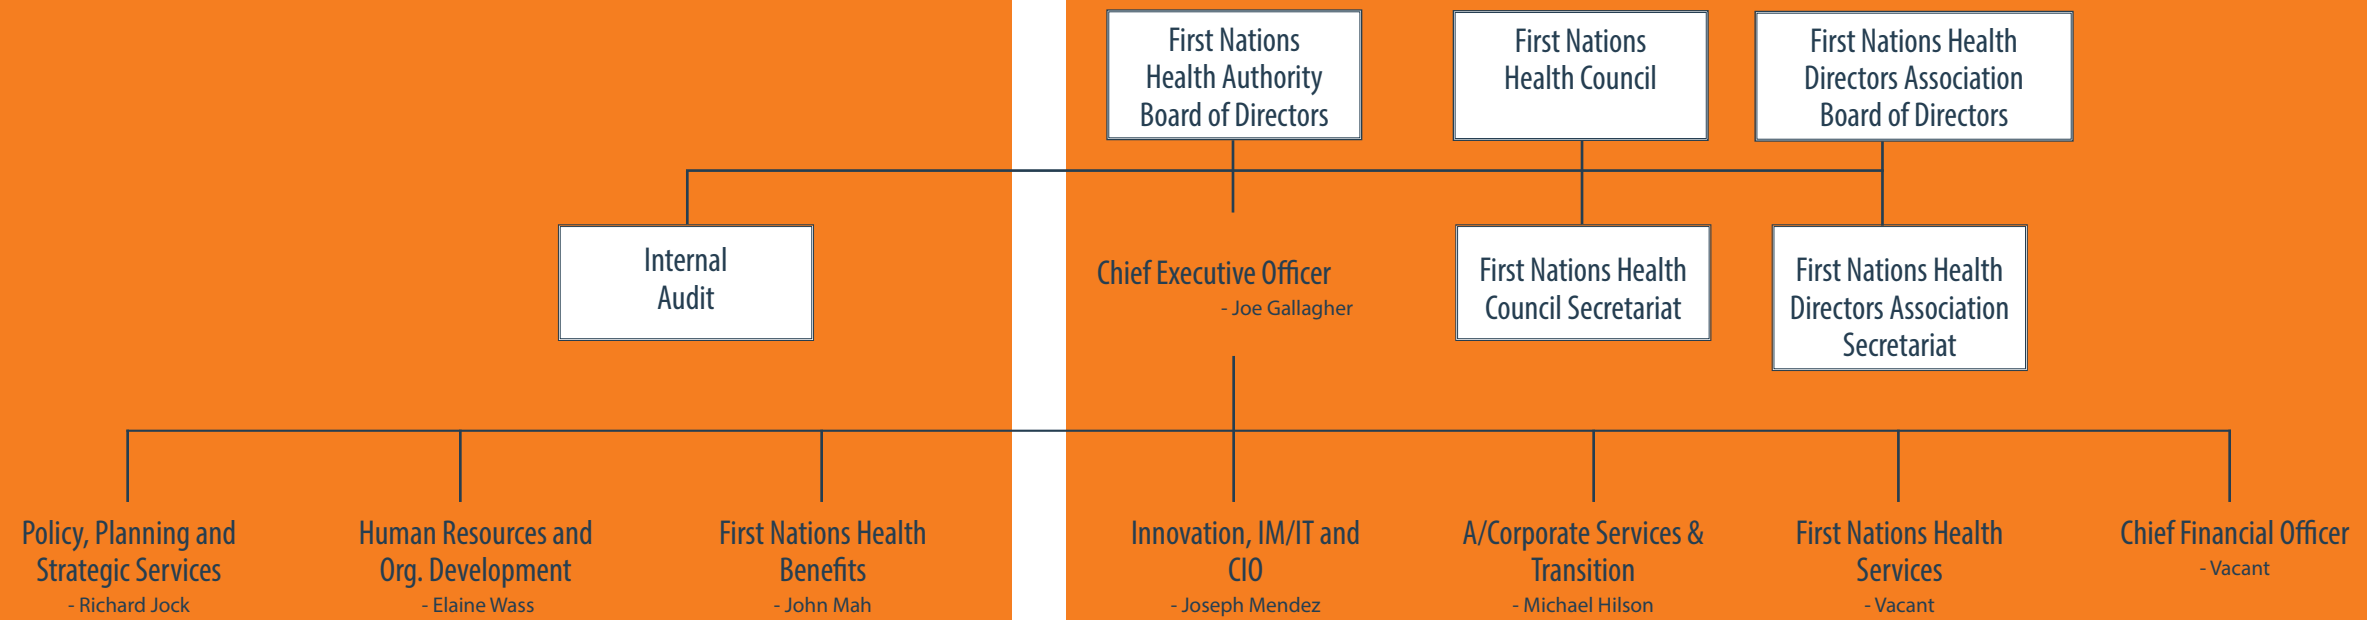 First Nations
Health Authority
Board of Directors
First Nations
Health Council
First Nations Health
Directors Association
Board of Directors
Internal
Audit
Chief Executive Officer
- Joe Gallagher
First Nations Health
Council Secretariat
First Nations Health
Directors Association
Secretariat
Policy, Planning and
Strategic Services
- Richard Jock
Human Resources and
Org. Development
- Elaine Wass
First Nations Health
Benefits
- John Mah
Innovation, IM/IT and
CIO
- Joseph Mendez
A/Corporate Services &
Transition
- Michael Hilson
First Nations Health
Services
- Vacant
Chief Financial Officer
- Vacant